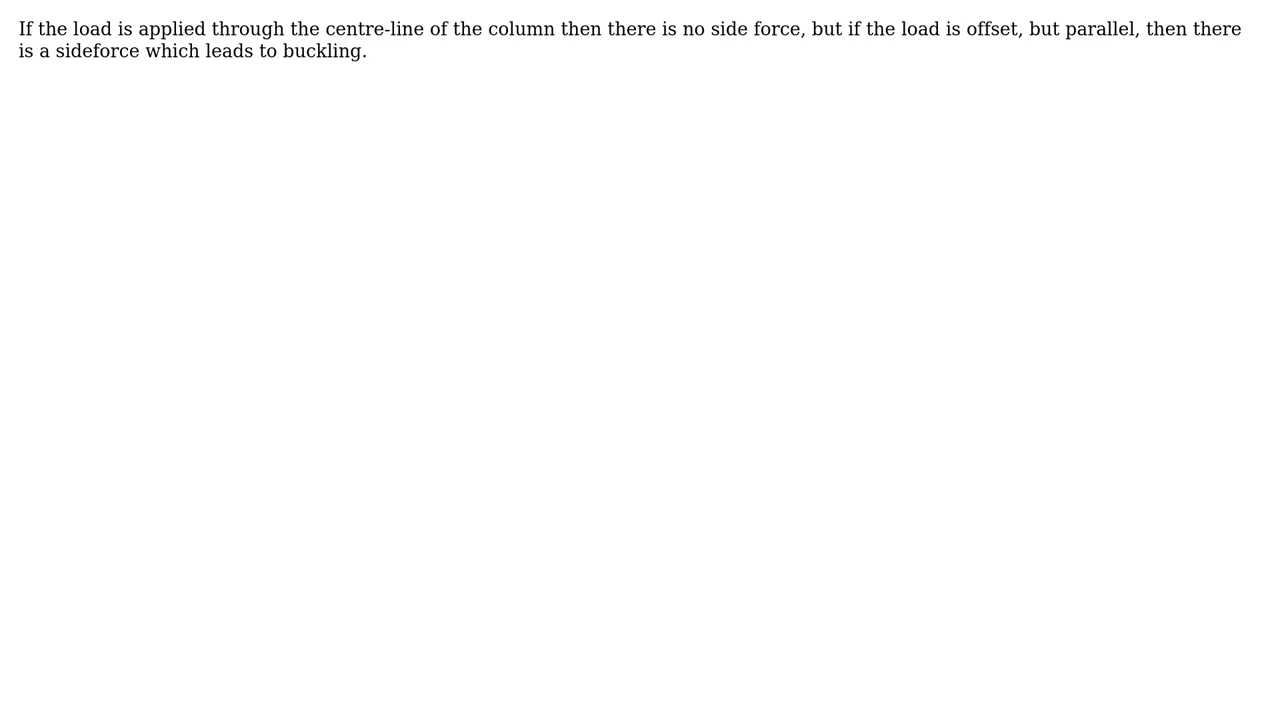 If the load is applied through the centre-line of the column then there is no side force, but if the load is offset, but parallel, then there
is a sideforce which leads to buckling.